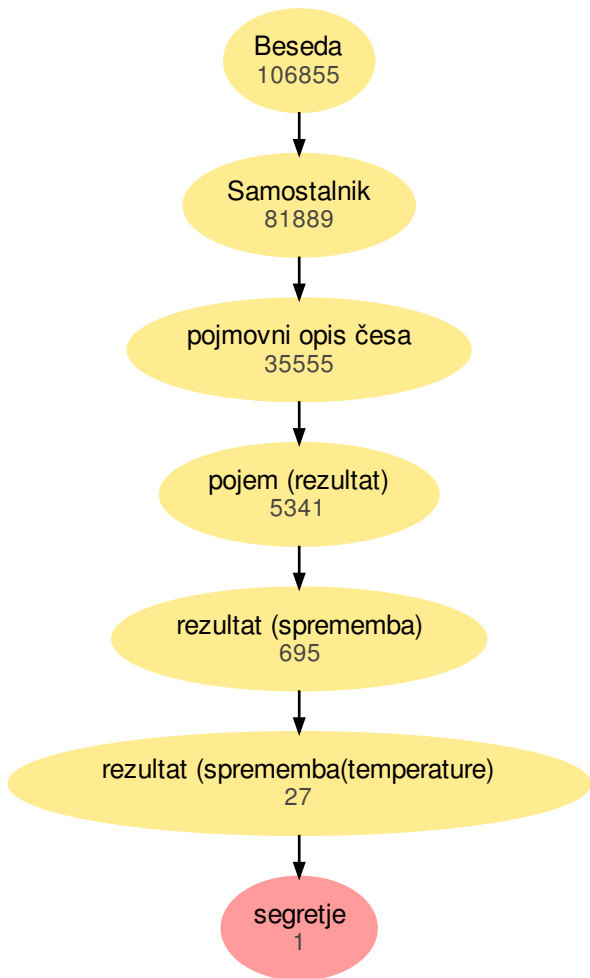 Beseda
106855
Samostalnik
81889
pojmovni opis česa
35555
pojem (rezultat)
5341
rezultat (sprememba)
695
rezultat (sprememba(temperature)
27
segretje
1